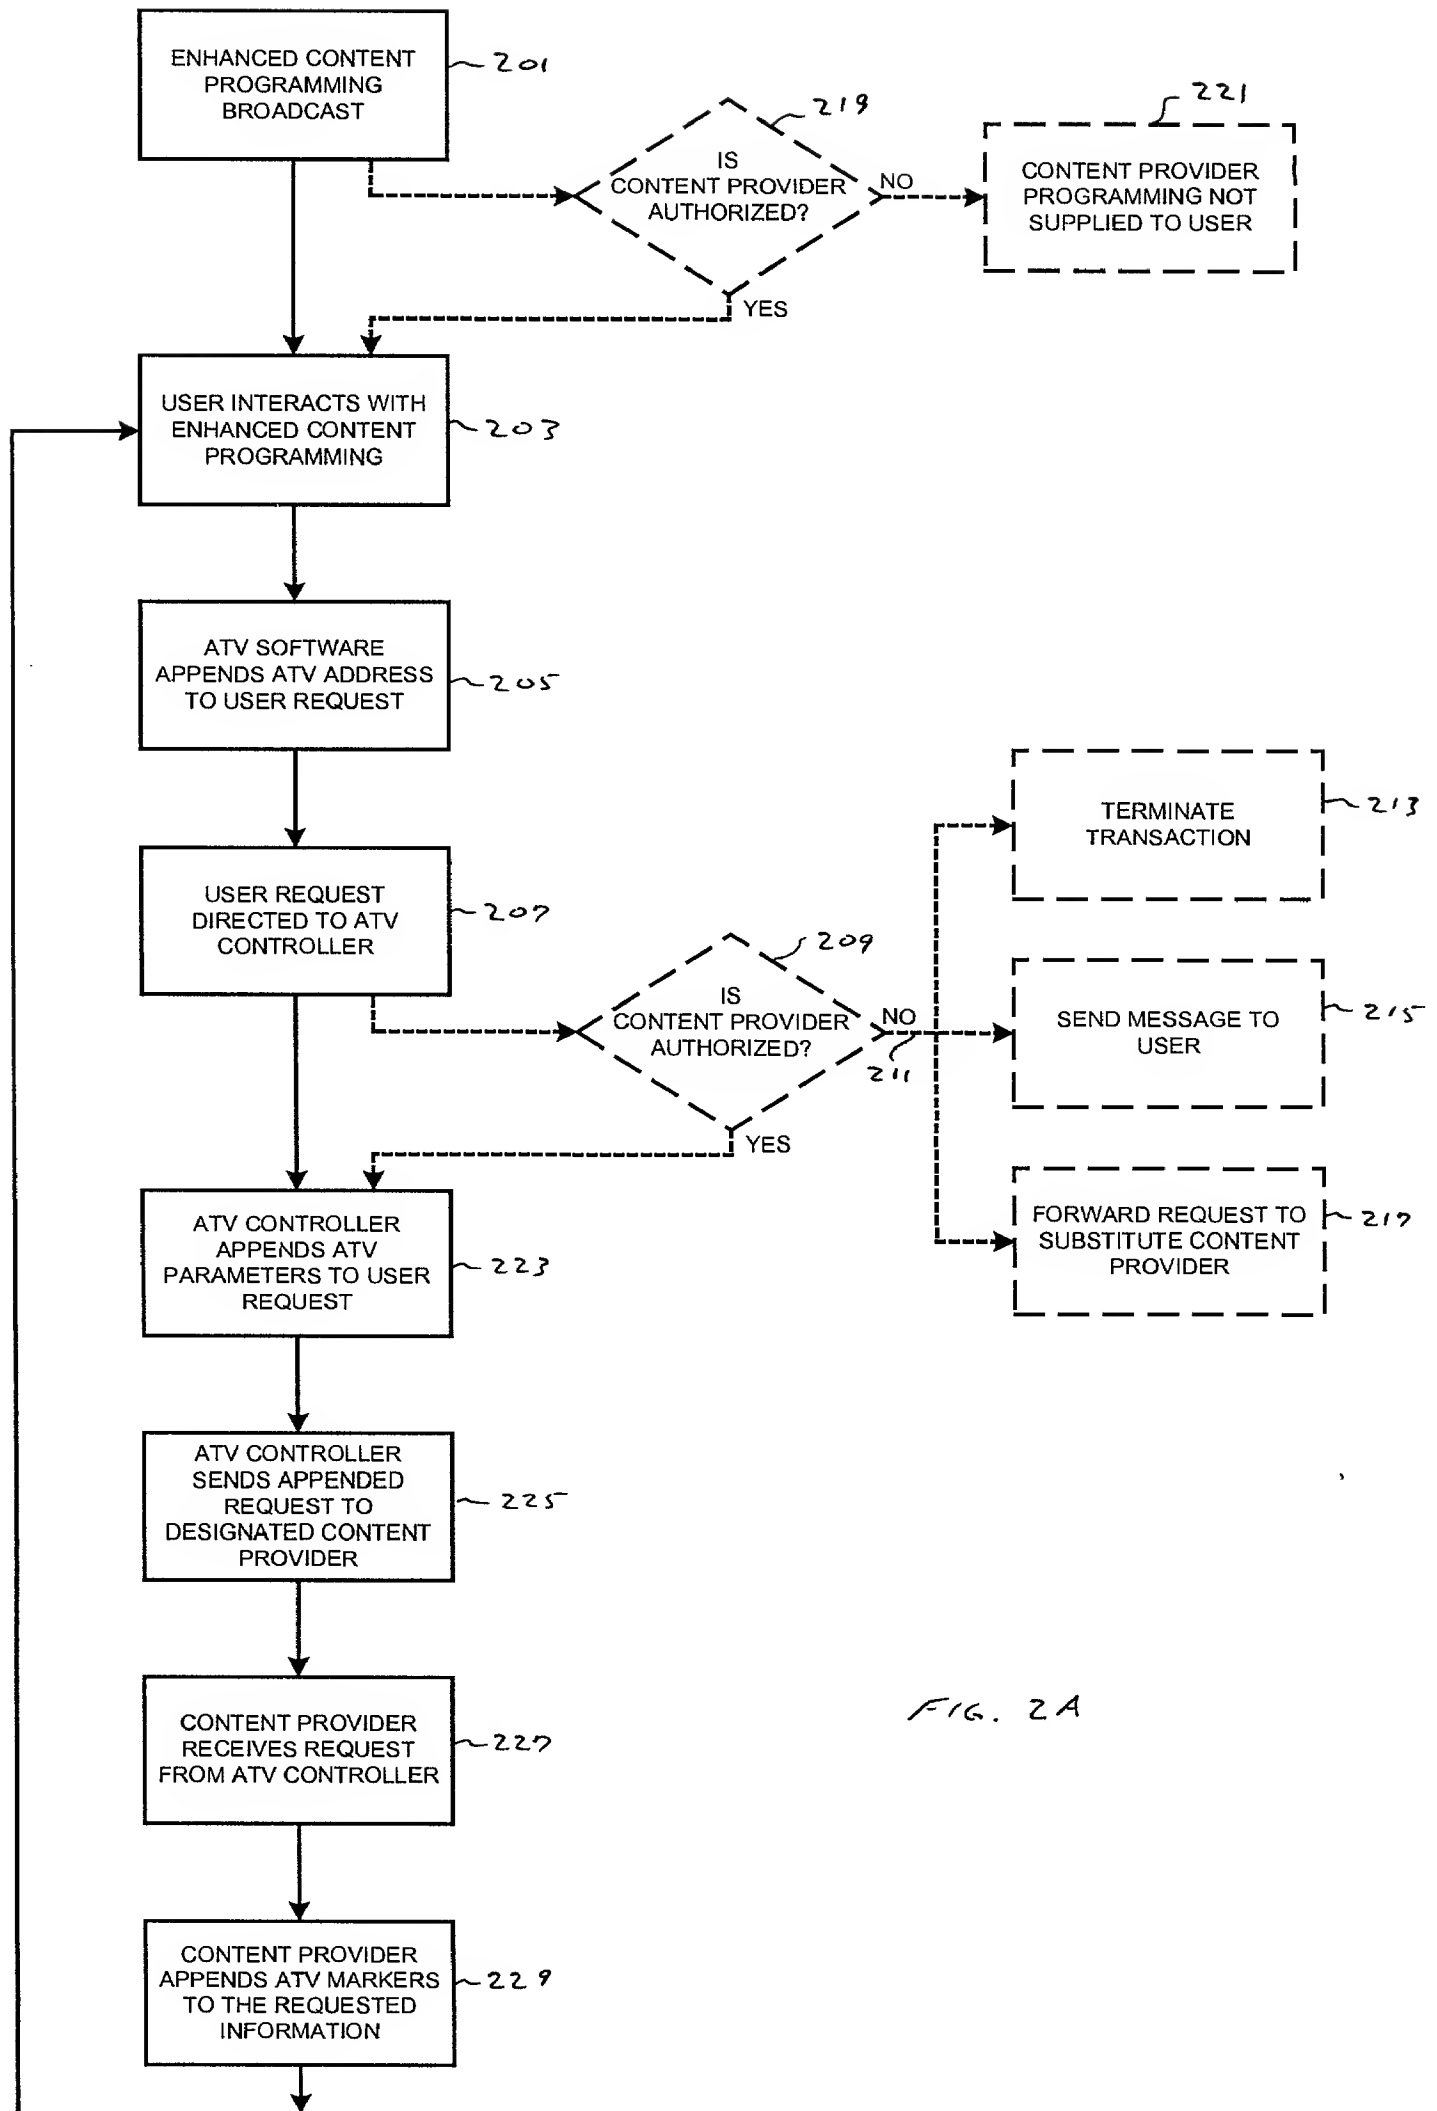 ENHANCED CONTENT
PROGRAMMING
BROADCAST
201
IS
CONTENT PROVIDER
AUTHORIZED?
219
NO
YES
CONTENT PROVIDER
PROGRAMMING NOT
SUPPLIED TO USER
221
USER INTERACTS WITH
ENHANCED CONTENT
PROGRAMMING
203
ATV SOFTWARE
APPENDS ATV ADDRESS
TO USER REQUEST
205
USER REQUEST
DIRECTED TO ATV
CONTROLLER
207
IS
CONTENT PROVIDER
AUTHORIZED?
209
NO
211
YES
TERMINATE
TRANSACTION
213
SEND MESSAGE TO
USER
215
FORWARD REQUEST TO
SUBSTITUTE CONTENT
PROVIDER
217
ATV CONTROLLER
APPENDS ATV
PARAMETERS TO USER
REQUEST
223
ATV CONTROLLER
SENDS APPENDED
REQUEST TO
DESIGNATED CONTENT
PROVIDER
225
CONTENT PROVIDER
RECEIVES REQUEST
FROM ATV CONTROLLER
227
FIG. 2A
CONTENT PROVIDER
APPENDS ATV MARKERS
TO THE REQUESTED
INFORMATION
229